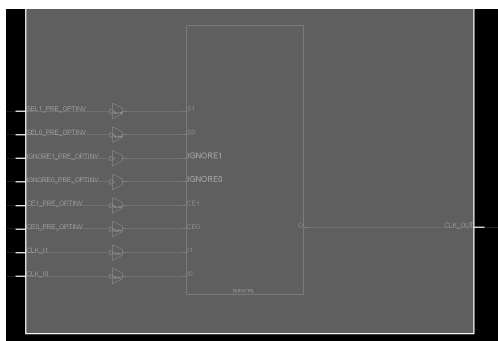 SEL1_PRE_OPTINV S1
SEL0_PRE_OPTINV S0
IGNORE1_PRE_OPTINV IGNORE1
IGNORE0_PRE_OPTINV IGNORE0
CE1_PRE_OPTINV CE1
CE0_PRE_OPTINV CE0
O CLK_OUT
CLK_I1 I1
CLK_I0 I0
BUFGCTRL